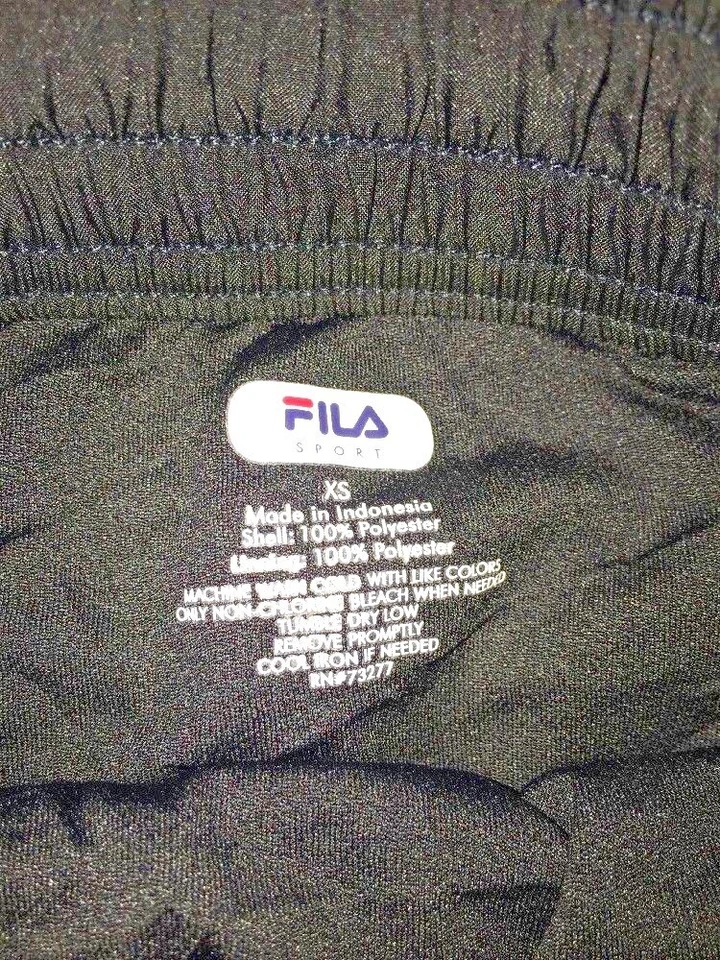 FILA
SPORT
XS
Made in Indonesia
Shell: 100% Polyester
Lining: 100% Polyester
MACHINE WASH COLD WITH LIKE COLORS
ONLY NON-CHLORINE BLEACH WHEN NEEDED
TUMBLE DRY LOW
REMOVE PROMPTLY
COOL IRON IF NEEDED
RN#73277